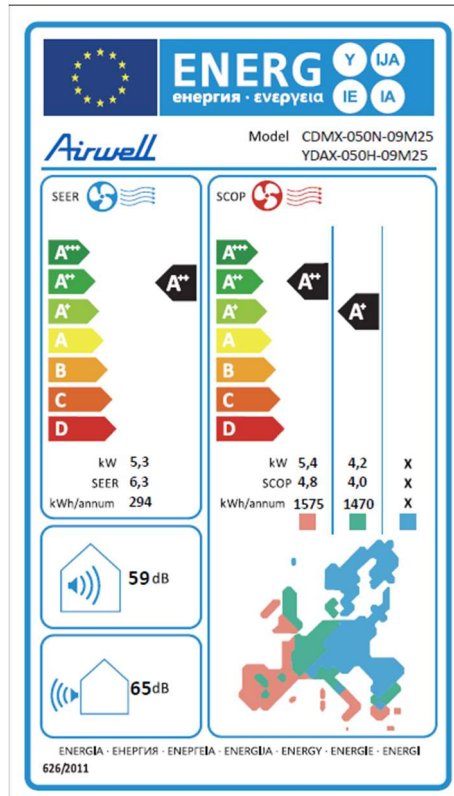 ENERG Y IJA
енергия · ενεργεια IE IA
Airwell
Model CDMX-050N-09M25
YDAX-050H-09M25
SEER
A+++
A++
A+
A
B
C
D
A++
kW 5,3
SEER 6,3
kWh/annum 294
SCOP
A+++
A++
A+
A
B
C
D
A++
A+
kW 5,4 4,2 X
SCOP 4,8 4,0 X
kWh/annum 1575 1470 X
59 dB
65 dB
ENERGIA · ЕНЕРГИЯ · ΕΝΕΡΓΕΙΑ · ENERGIJA · ENERGY · ENERGIE · ENERGI
626/2011